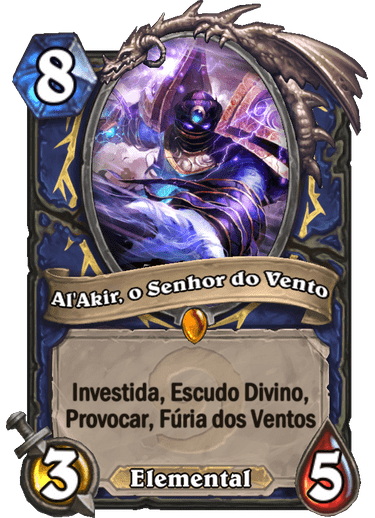 8
Al'Akir, o Senhor do Vento
Investida, Escudo Divino,
Provocar, Fúria dos Ventos
3
Elemental
5